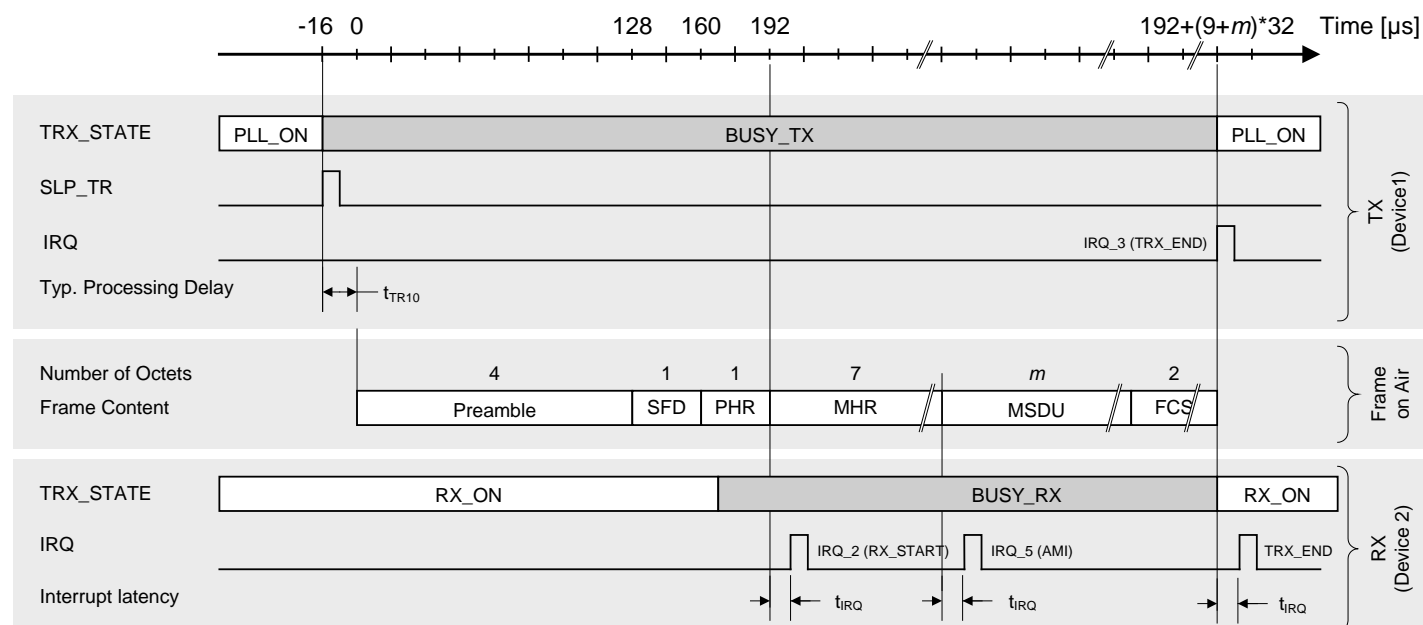 -16 0 128 160 192 192+(9+m)*32 Time [µs]
TRX_STATE PLL_ON BUSY_TX PLL_ON
SLP_TR
IRQ IRQ_3 (TRX_END)
Typ. Processing Delay tTR10
TX
(Device1)
Number of Octets 4 1 1 7 m 2
Frame Content Preamble SFD PHR MHR MSDU FCS
Frame
on Air
TRX_STATE RX_ON BUSY_RX RX_ON
IRQ IRQ_2 (RX_START) IRQ_5 (AMI) TRX_END
Interrupt latency tIRQ tIRQ tIRQ
RX
(Device 2)